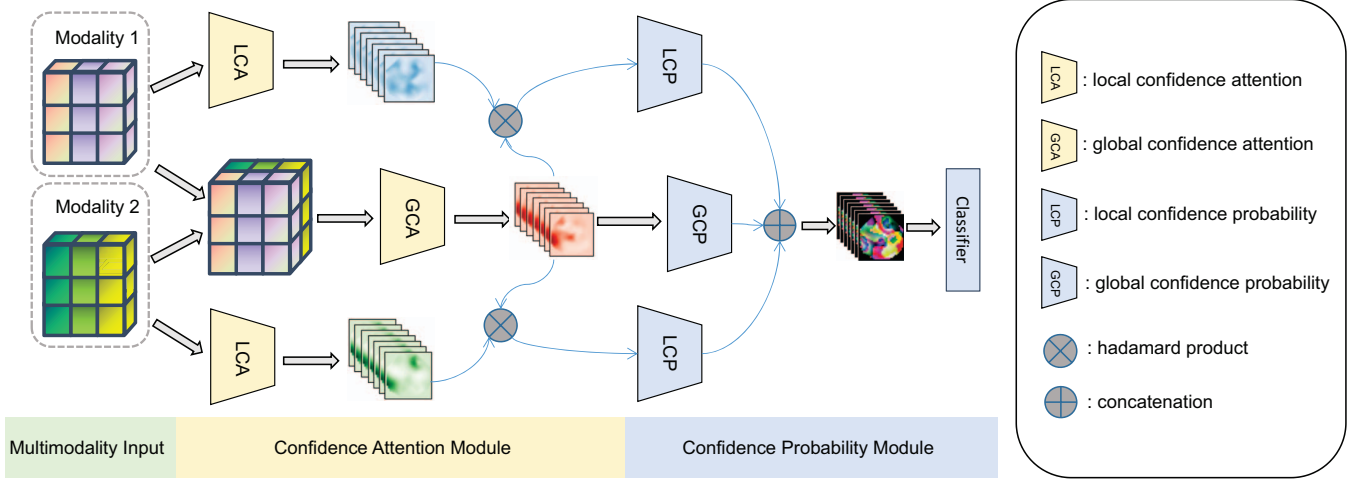 Modality 1
LCA
LCP
Modality 2
GCA
GCP
Classifier
LCA
LCP
Multimodality Input
Confidence Attention Module
Confidence Probability Module
LCA
: local confidence attention
GCA
: global confidence attention
LCP
: local confidence probability
GCP
: global confidence probability
: hadamard product
: concatenation